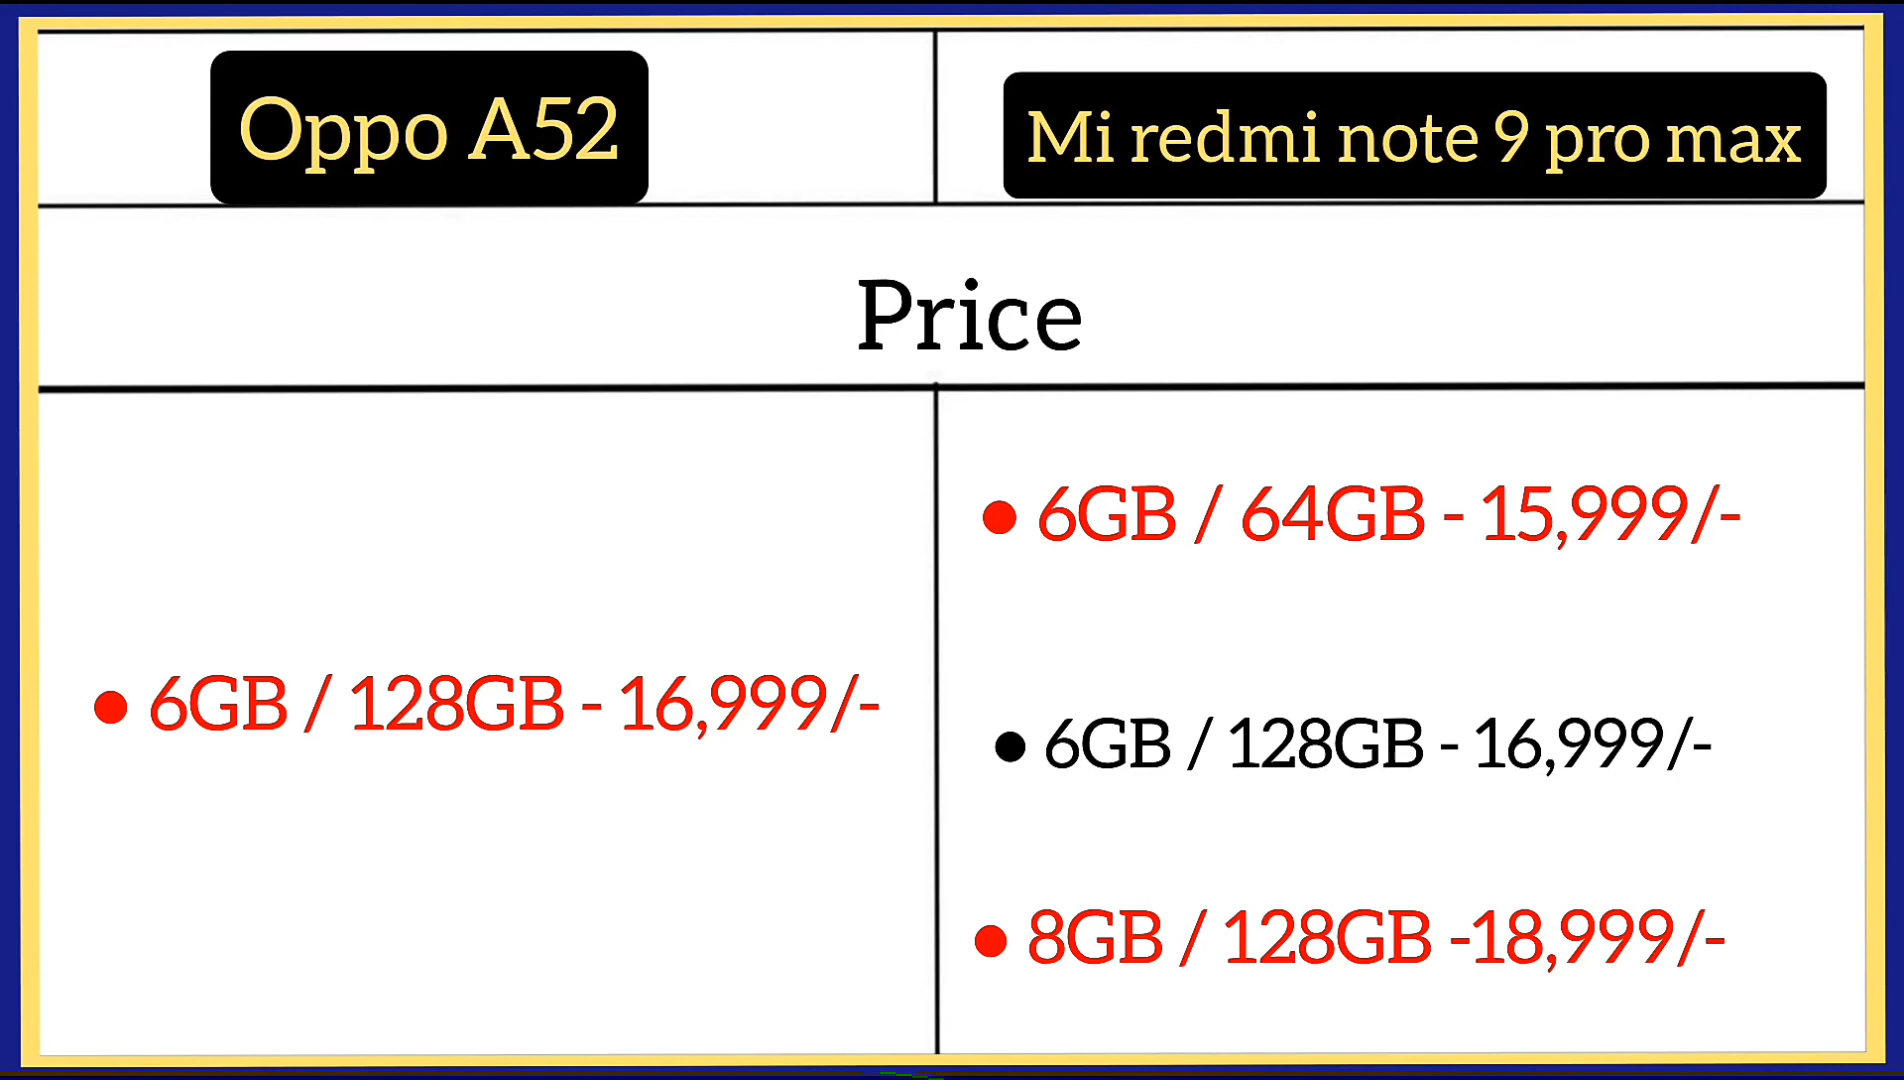 Oppo A52
Mi redmi note 9 pro max
Price
• 6GB / 128GB - 16,999/-
• 6GB / 64GB - 15,999/-
• 6GB / 128GB - 16,999/-
• 8GB / 128GB -18,999/-